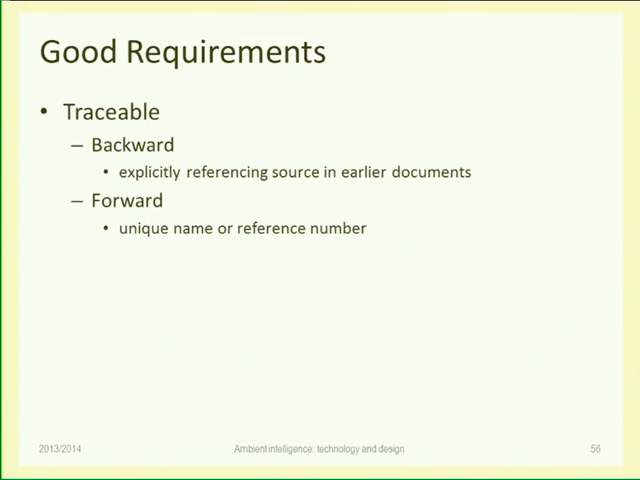 Good Requirements
• Traceable
– Backward
• explicitly referencing source in earlier documents
– Forward
• unique name or reference number
2013/2014 Ambient intelligence: technology and design 56